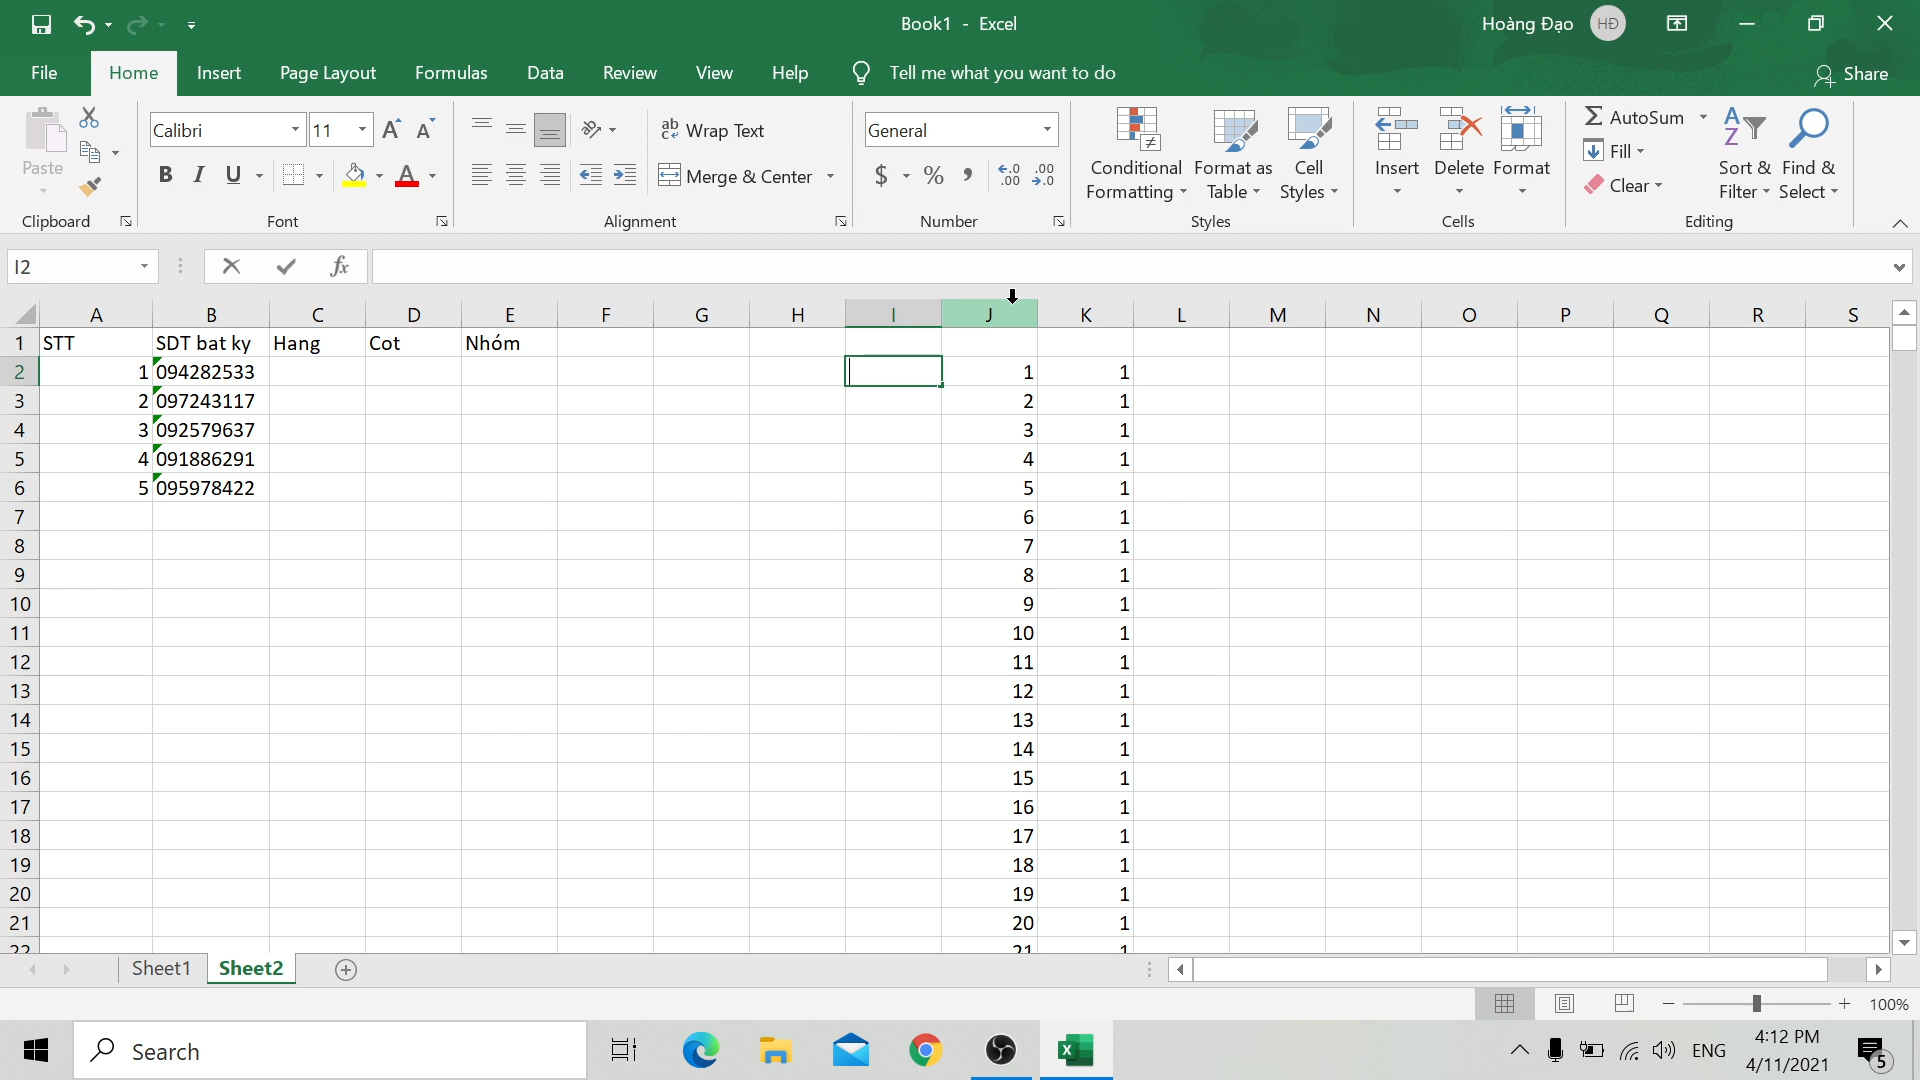 Book1 - Excel
Hoàng Đạo HĐ
File Home Insert Page Layout Formulas Data Review View Help Tell me what you want to do Share
Paste
Clipboard
Calibri 11
B I U A
Font
Wrap Text
Merge & Center
Alignment
General
$ % ,
Number
Conditional Formatting
Format as Table
Cell Styles
Styles
Insert Delete Format
Cells
AutoSum
Fill
Clear
Sort & Filter
Find & Select
Editing
I2 fx
A B C D E F G H I J K L M N O P Q R S
1 STT SDT bat ky Hang Cot Nhóm
2 1 094282533 1 1
3 2 097243117 2 1
4 3 092579637 3 1
5 4 091886291 4 1
6 5 095978422 5 1
7 6 1
8 7 1
9 8 1
10 9 1
11 10 1
12 11 1
13 12 1
14 13 1
15 14 1
16 15 1
17 16 1
18 17 1
19 18 1
20 19 1
21 20 1
22 21 1
Sheet1 Sheet2
100%
Search
ENG
4:12 PM
4/11/2021
5